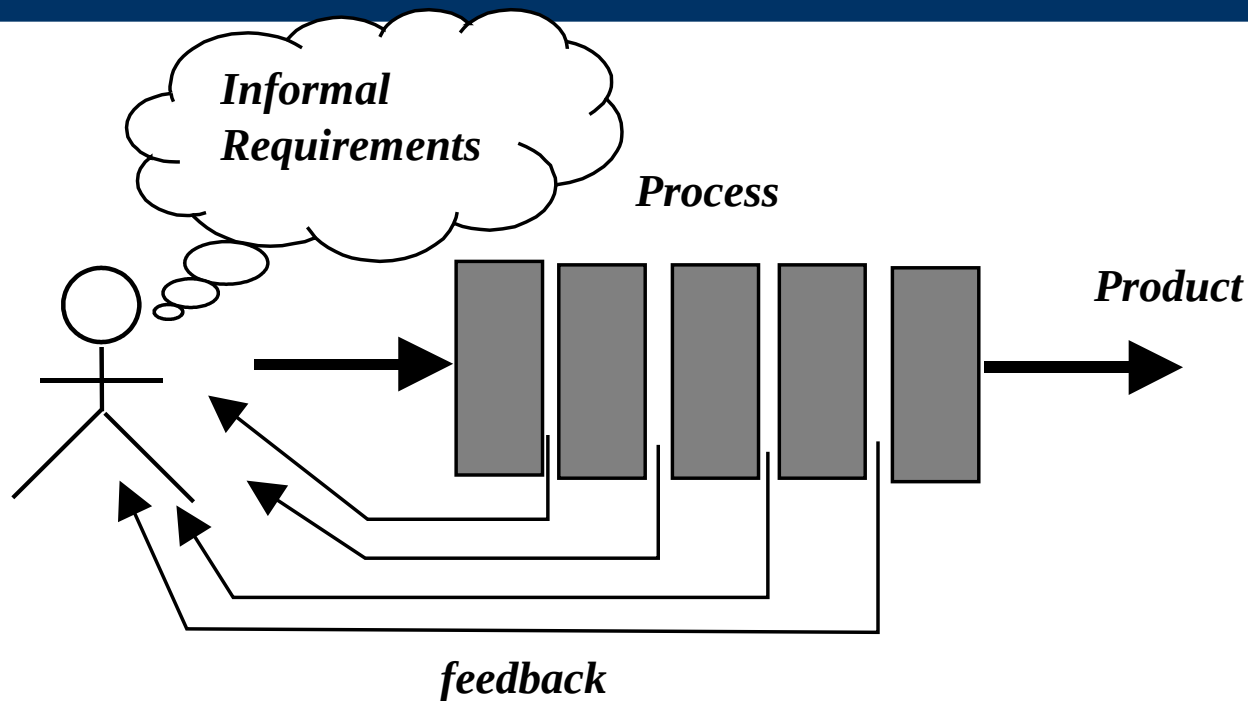 Informal
Requirements
Process
Product
feedback